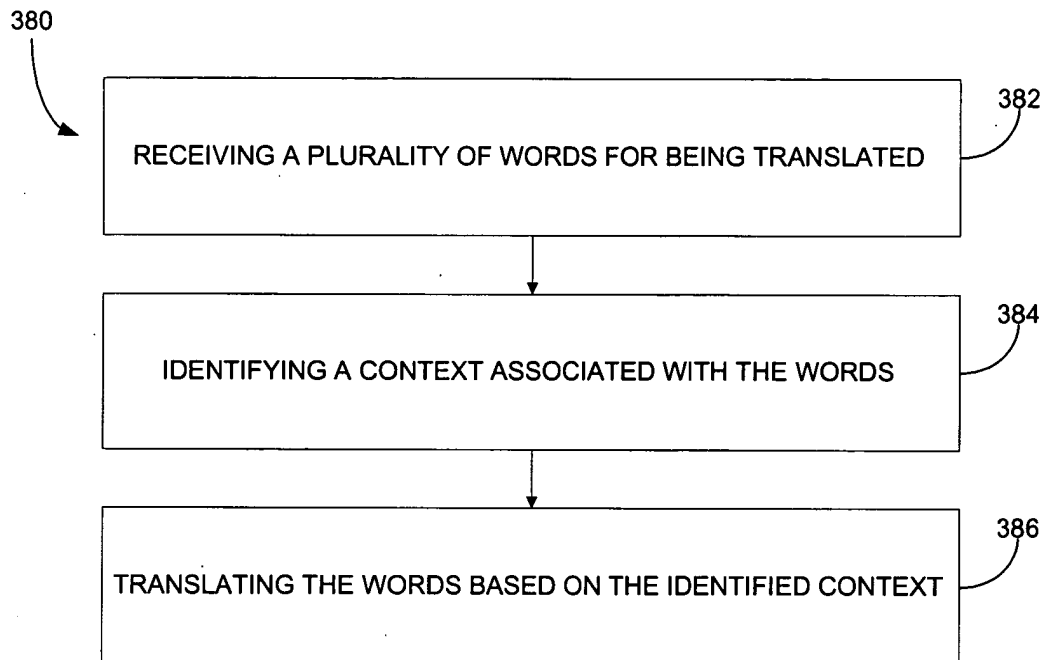 380
382
RECEIVING A PLURALITY OF WORDS FOR BEING TRANSLATED
384
IDENTIFYING A CONTEXT ASSOCIATED WITH THE WORDS
386
TRANSLATING THE WORDS BASED ON THE IDENTIFIED CONTEXT